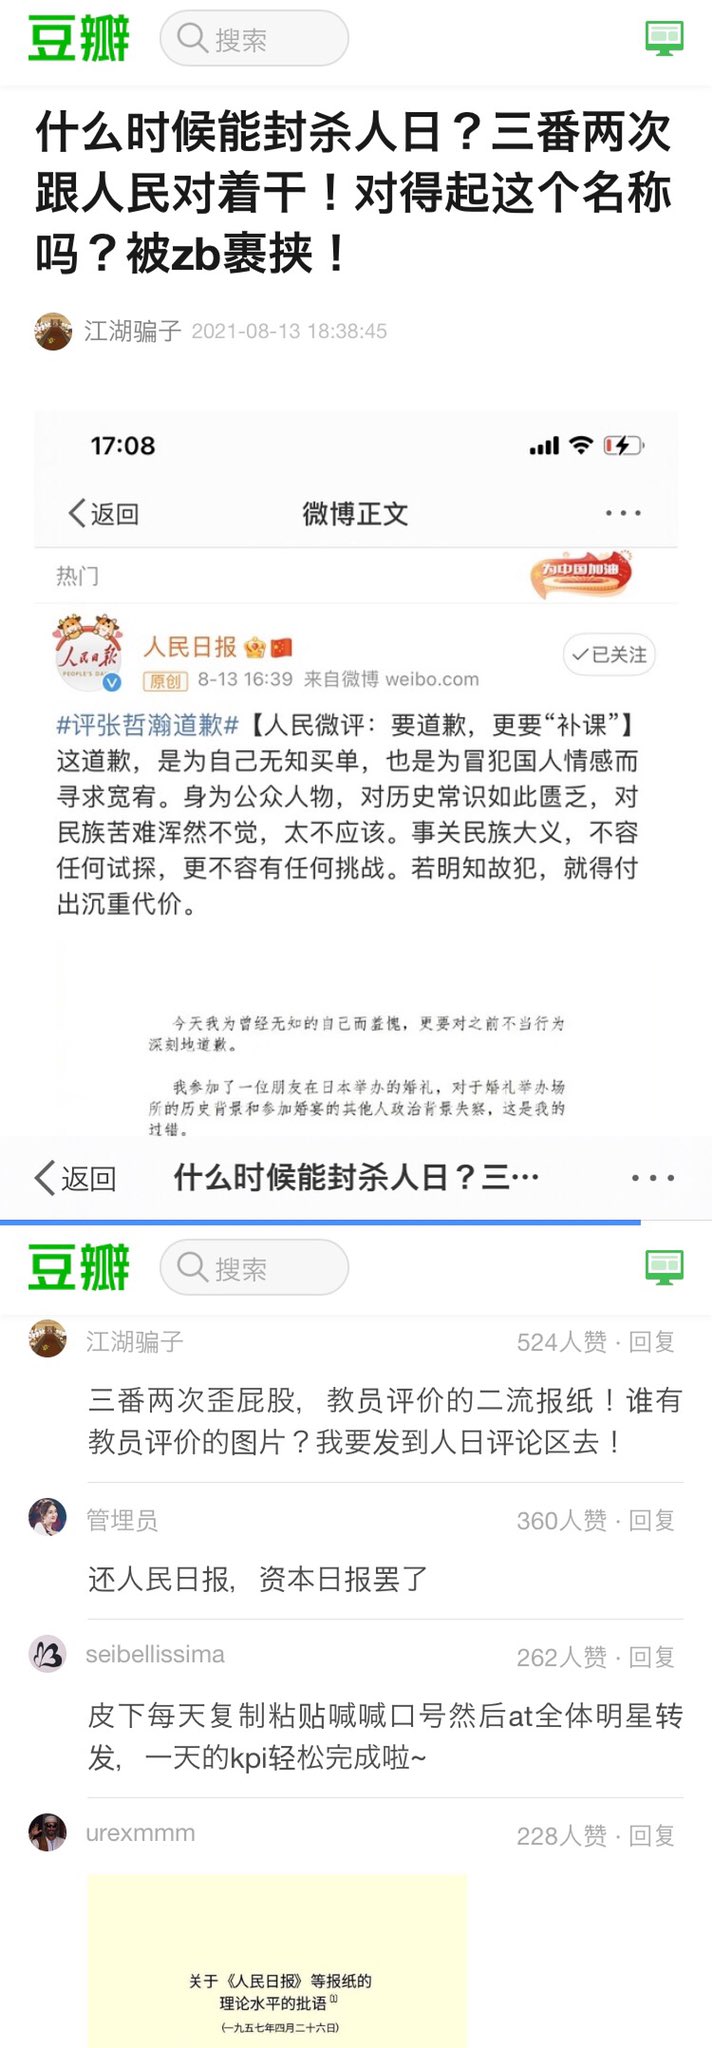 豆瓣
搜索
什么时候能封杀人日？三番两次
跟人民对着干！对得起这个名称
吗？被zb裹挟！
江湖骗子 2021-08-13 18:38:45
17:08
返回 微博正文 ···
热门 为中国加油
人民日报
人民日报
PEOPLE'S DA
已关注
原创 8-13 16:39 来自微博 weibo.com
#评张哲瀚道歉#【人民微评：要道歉，更要“补课”】
这道歉，是为自己无知买单，也是为冒犯国人情感而
寻求宽宥。身为公众人物，对历史常识如此匮乏，对
民族苦难浑然不觉，太不应该。事关民族大义，不容
任何试探，更不容有任何挑战。若明知故犯，就得付
出沉重代价。
今天我为曾经无知的自己而羞愧，更要对之前不当行为
深刻地道歉。
我参加了一位朋友在日本举办的婚礼，对于婚礼举办场
所的历史背景和参加婚宴的其他人政治背景失察，这是我的
过错。
返回 什么时候能封杀人日？三··· ···
豆瓣
搜索
江湖骗子 524人赞 · 回复
三番两次歪屁股，教员评价的二流报纸！谁有
教员评价的图片？我要发到人日评论区去！
管埋员 360人赞 · 回复
还人民日报，资本日报罢了
seibellissima 262人赞 · 回复
皮下每天复制粘贴喊喊口号然后at全体明星转
发，一天的kpi轻松完成啦~
urexmmm 228人赞 · 回复
关于《人民日报》等报纸的
理论水平的批语[1]
(一九五七年四月二十六日)